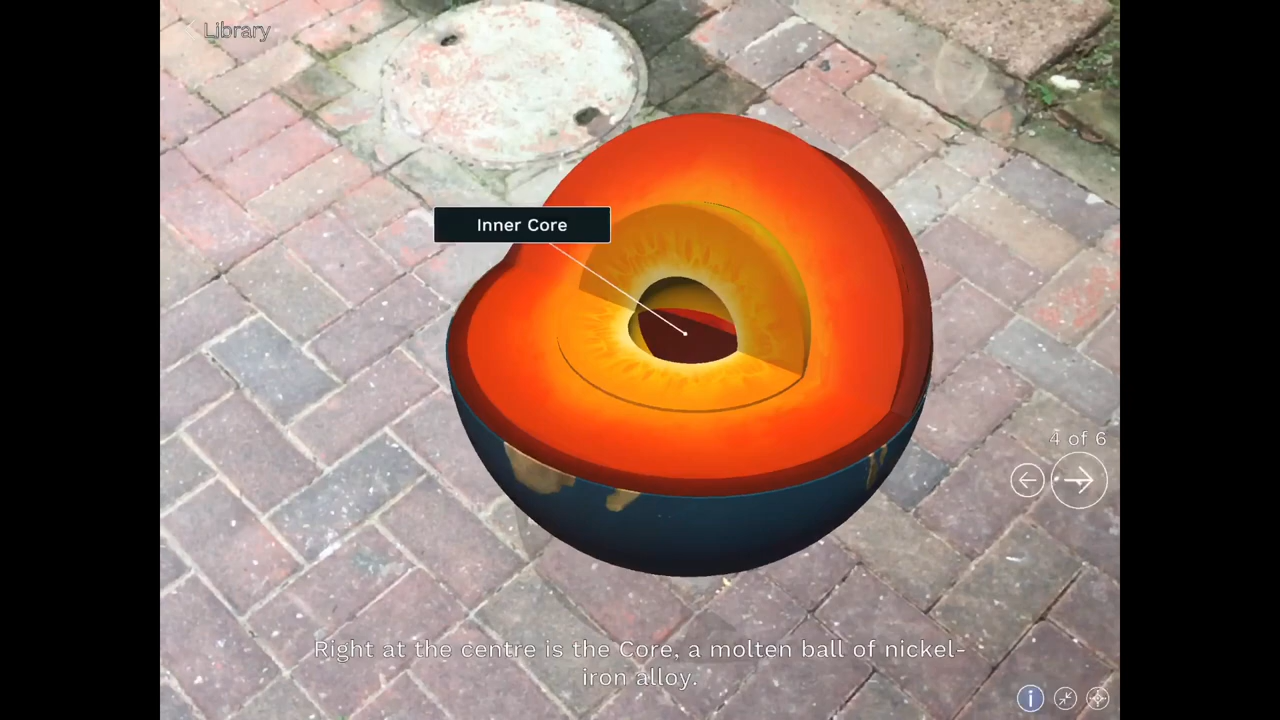 Library
Inner Core
4 of 6
Right at the centre is the Core, a molten ball of nickel-
iron alloy.
i